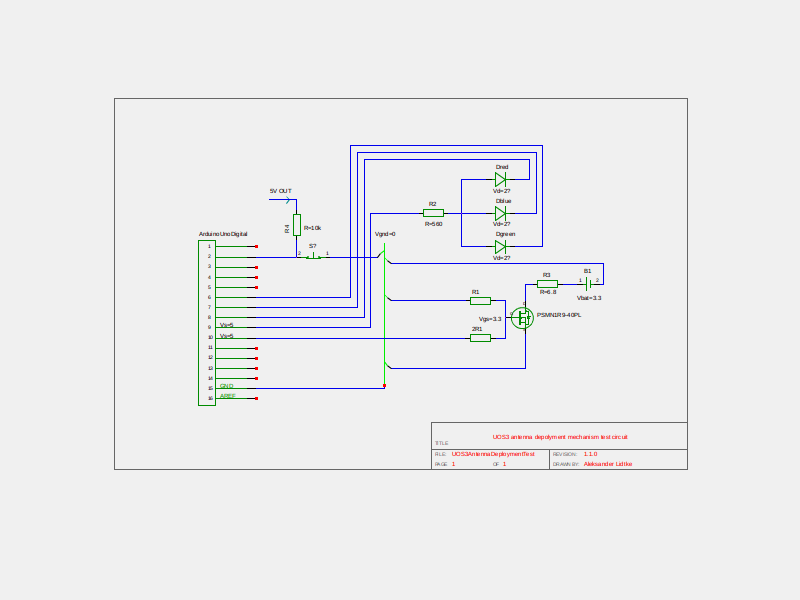 Dred
Vd=2?
5V OUT
R2
Dblue
R=560
Vd=2?
R4
R=10k
Arduino Uno Digital
Vgnd=0
Dgreen
S?
Vd=2?
1
2
2
1
3
4
5
6
7
8
9
Vs=5
10
Vs=5
11
12
13
14
15
GND
16
AREF
R3
B1
1
2
R=6.8
Vbat=3.3
R1
Vgs=3.3
PSMN1R9-40PL
2R1
TITLE
UOS3 antenna depolyment mechanism test circuit
FILE:
UOS3AntennaDeploymentTest
REVISION:
1.1.0
PAGE
1
OF
1
DRAWN BY:
Aleksander Lidtke